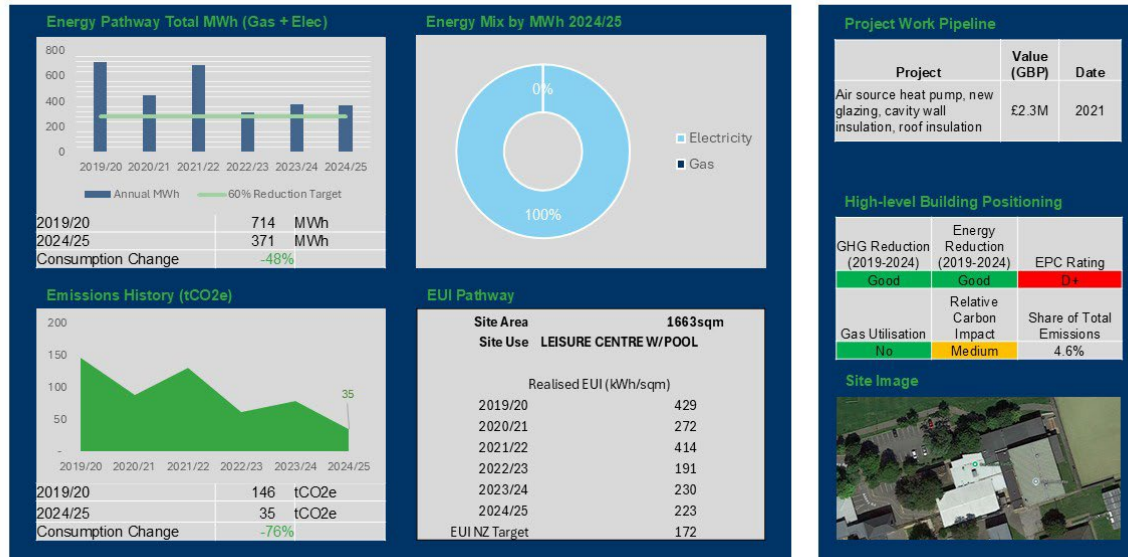 Energy Pathway Total MWh (Gas + Elec)
800
600
400
200
0
2019/20 2020/21 2021/22 2022/23 2023/24 2024/25
Annual MWh 60% Reduction Target
2019/20 714 MWh
2024/25 371 MWh
Consumption Change -48%
Energy Mix by MWh 2024/25
0%
100%
Electricity
Gas
Emissions History (tCO2e)
200
150
100
50
-
35
2019/20 2020/21 2021/22 2022/23 2023/24 2024/25
2019/20 146 tCO2e
2024/25 35 tCO2e
Consumption Change -76%
EUI Pathway
Site Area 1663sqm
Site Use LEISURE CENTRE W/POOL
Realised EUI (kWh/sqm)
2019/20 429
2020/21 272
2021/22 414
2022/23 191
2023/24 230
2024/25 223
EUI NZ Target 172
Project Work Pipeline
Project Value (GBP) Date
Air source heat pump, new
glazing, cavity wall
insulation, roof insulation
£2.3M 2021
High-level Building Positioning
GHG Reduction (2019-2024)
Energy Reduction (2019-2024)
EPC Rating
Good Good D+
Gas Utilisation
Relative Carbon Impact
Share of Total Emissions
No Medium 4.6%
Site Image